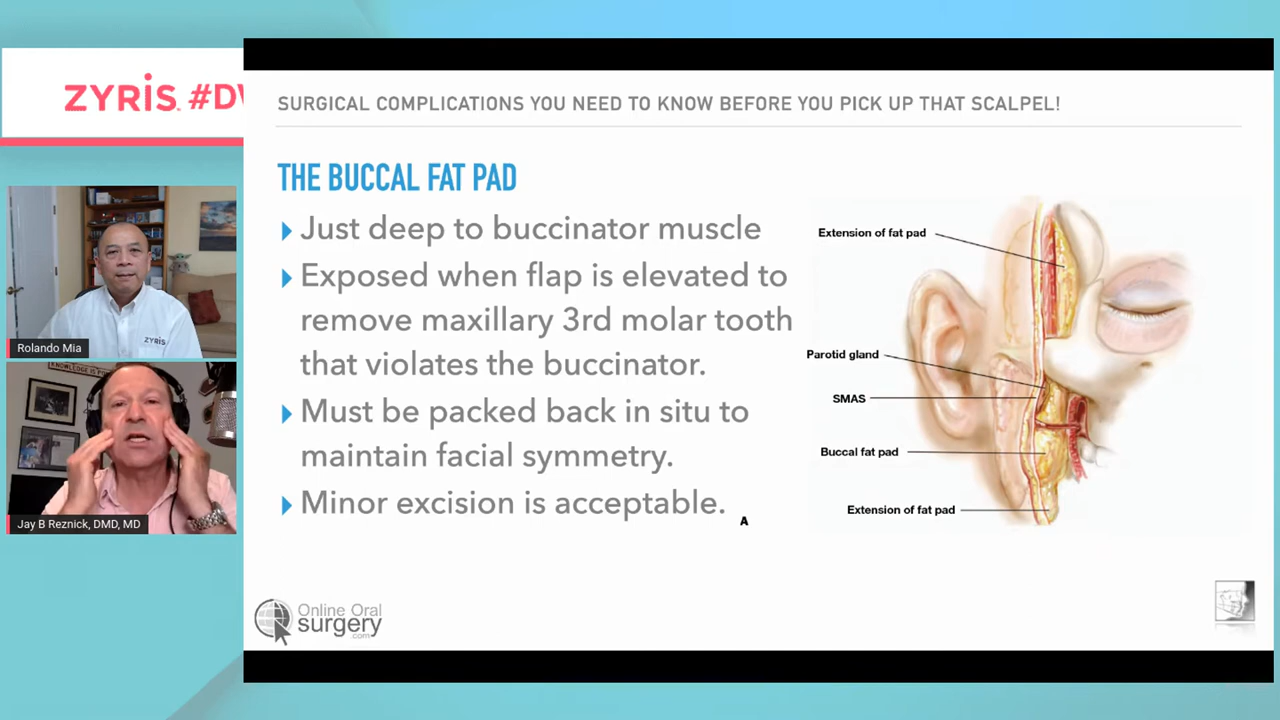 ZYRIS #DV
SURGICAL COMPLICATIONS YOU NEED TO KNOW BEFORE YOU PICK UP THAT SCALPEL!
THE BUCCAL FAT PAD
Just deep to buccinator muscle
Exposed when flap is elevated to
remove maxillary 3rd molar tooth
that violates the buccinator.
Must be packed back in situ to
maintain facial symmetry.
Minor excision is acceptable.
A
Extension of fat pad
Parotid gland
SMAS
Buccal fat pad
Extension of fat pad
ZYRIS
Rolando Mia
KNOWLEDGE IS
Jay B Reznick, DMD, MD
Online Oral
surgery
.com